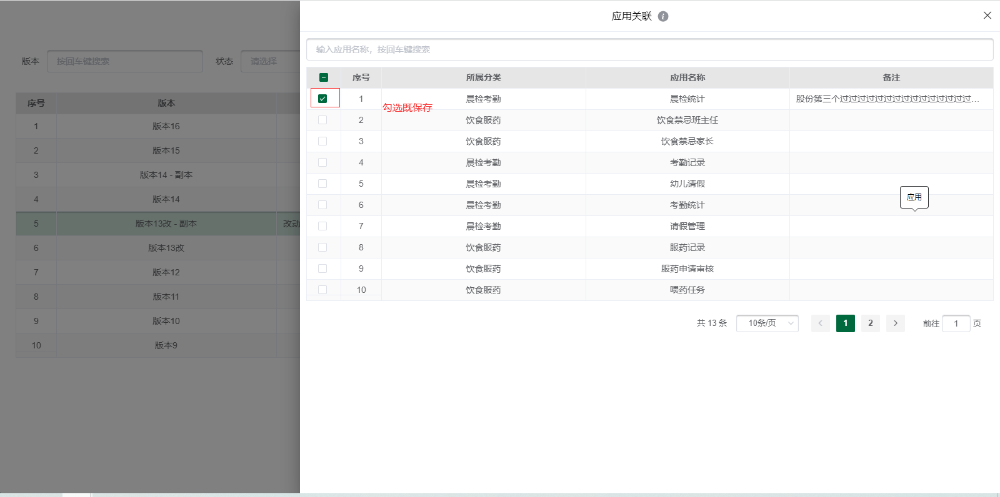 应用关联
输入应用名称，按回车键搜索
版本 按回车键搜索 状态 请选择
序号 版本
1 版本16
2 版本15
3 版本14 - 副本
4 版本14
5 版本13改 - 副本 改动
6 版本13改
7 版本12
8 版本11
9 版本10
10 版本9
序号 所属分类 应用名称 备注
1 晨检考勤 晨检统计 股份第三个过过过过过过过过过过过过过过过...
勾选既保存
2 饮食服药 饮食禁忌班主任
3 饮食服药 饮食禁忌家长
4 晨检考勤 考勤记录
5 晨检考勤 幼儿请假
应用
6 晨检考勤 考勤统计
7 晨检考勤 请假管理
8 饮食服药 服药记录
9 饮食服药 服药申请审核
10 饮食服药 喂药任务
共 13 条 10条/页 1 2 前往 1 页